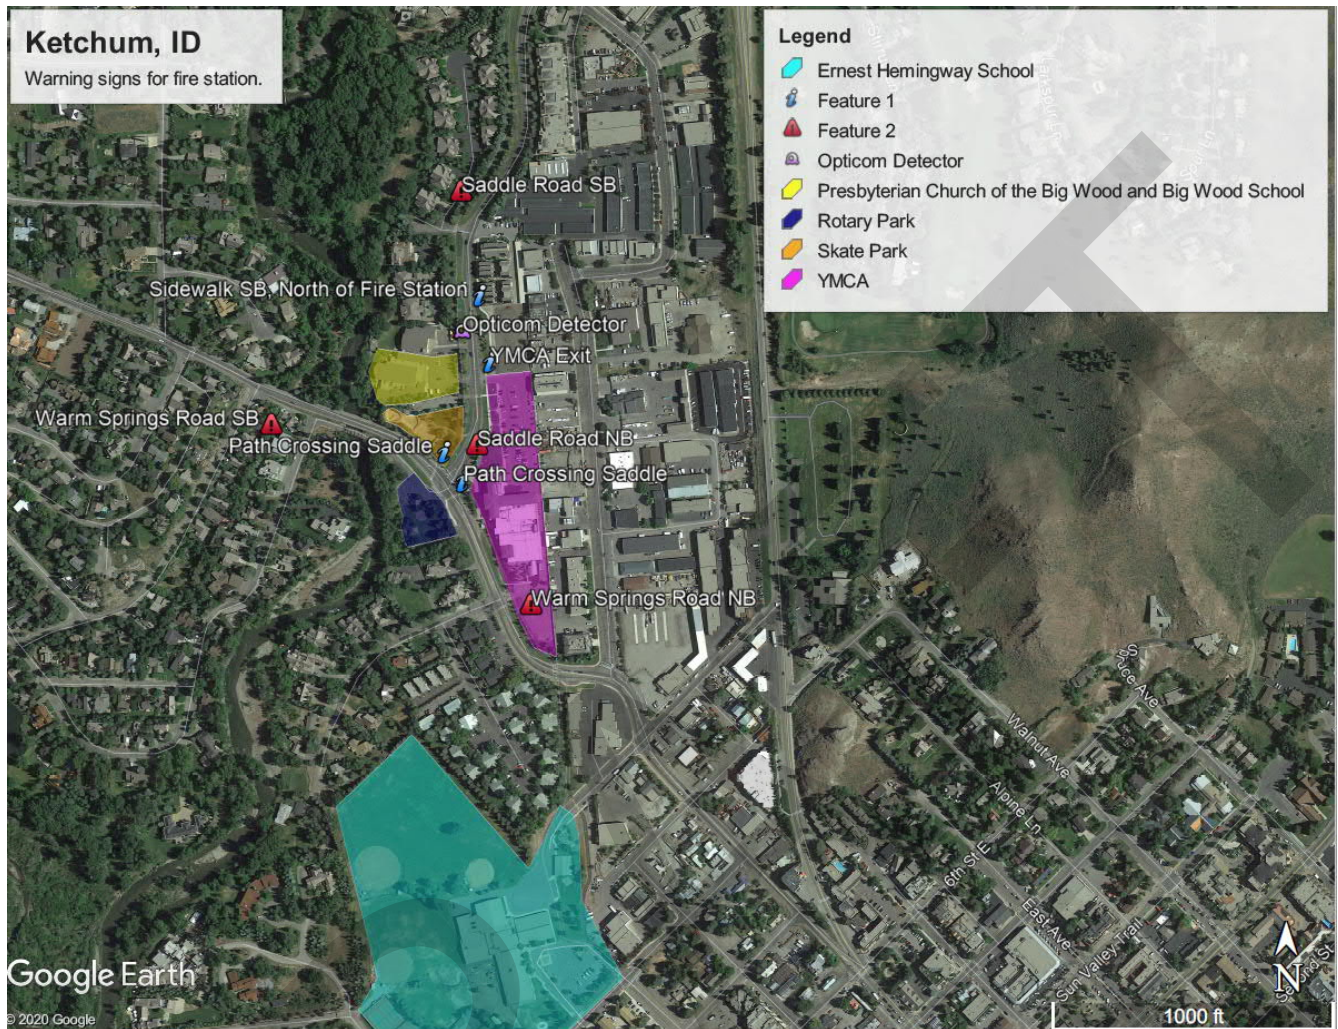 Ketchum, ID
Warning signs for fire station.
Legend
Ernest Hemingway School
Feature 1
Feature 2
Opticom Detector
Presbyterian Church of the Big Wood and Big Wood School
Rotary Park
Skate Park
YMCA
Saddle Road SB
Sidewalk SB, North of Fire Station
Opticom Detector
YMCA Exit
Warm Springs Road SB
Saddle Road NB
Path Crossing Saddle
Path Crossing Saddle
Warm Springs Road NB
Walnut Ave
Alpine Ln
6th St E
East Ave
Sun Valley Trail
Google Earth
N
© 2020 Google
1000 ft